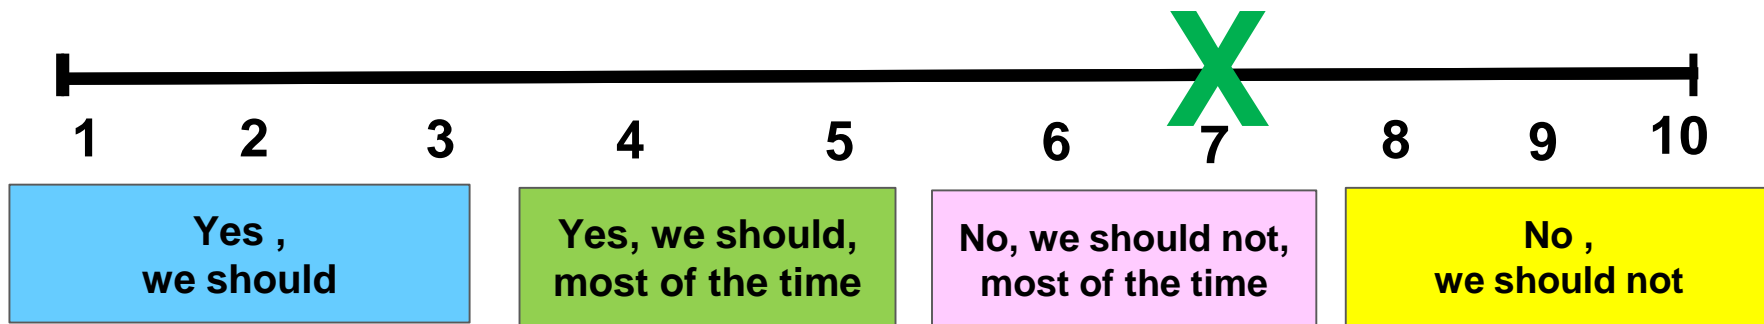 X
1 2 3 4 5 6 7 8 9 10
Yes ,
we should
Yes, we should,
most of the time
No, we should not,
most of the time
No ,
we should not